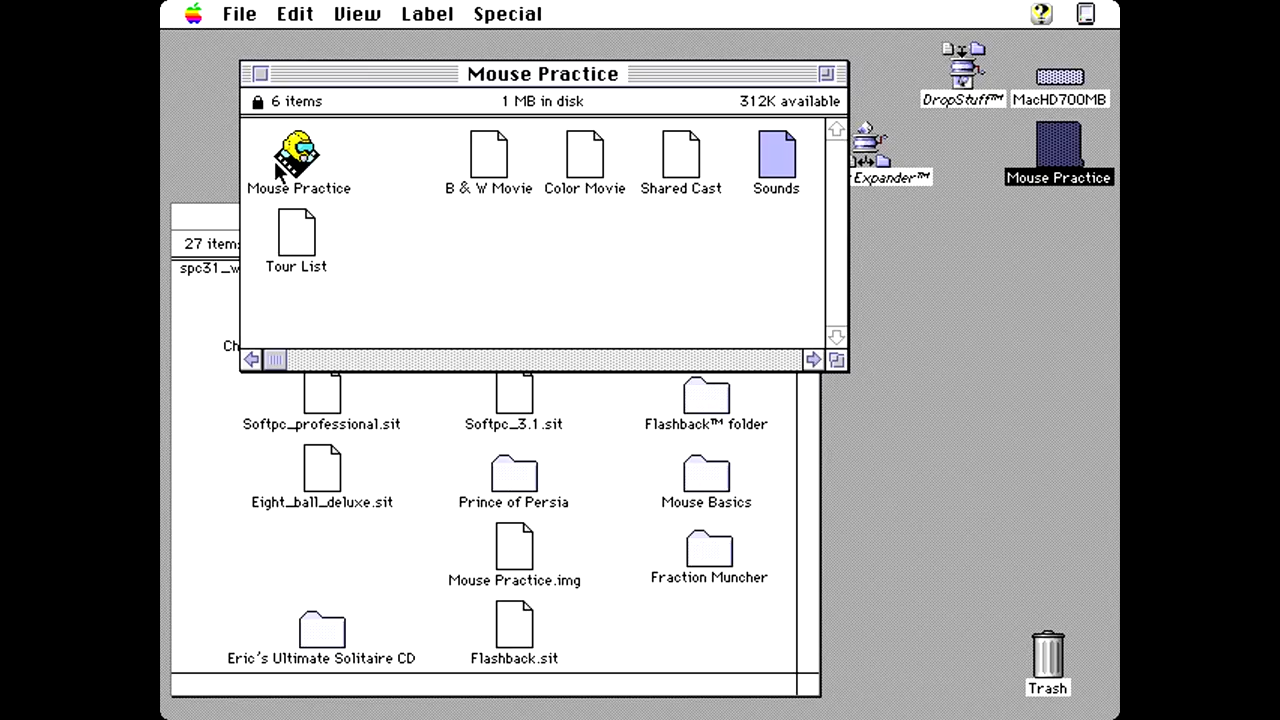 File Edit View Label Special
Mouse Practice
6 items 1 MB in disk 312K available
Mouse Practice B & W Movie Color Movie Shared Cast Sounds
Tour List
DropStuff™ MacHD700MB
Expander™ Mouse Practice
27 item
spc31_w
Ch
Softpc_professional.sit Softpc_3.1.sit Flashback™ folder
Eight_ball_deluxe.sit Prince of Persia Mouse Basics
Mouse Practice.img Fraction Muncher
Eric's Ultimate Solitaire CD Flashback.sit
Trash